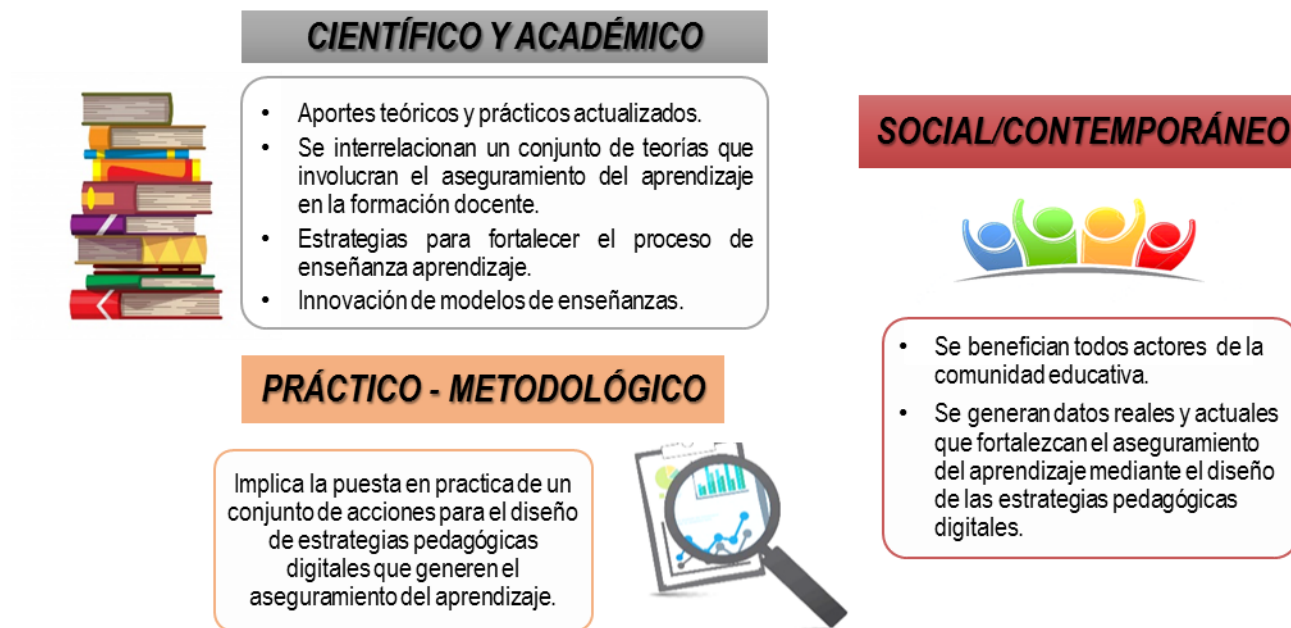 CIENTÍFICO Y ACADÉMICO
• Aportes teóricos y prácticos actualizados.
• Se interrelacionan un conjunto de teorías que
involucran el aseguramiento del aprendizaje
en la formación docente.
• Estrategias para fortalecer el proceso de
enseñanza aprendizaje.
• Innovación de modelos de enseñanzas.
PRÁCTICO - METODOLÓGICO
Implica la puesta en practica de un
conjunto de acciones para el diseño
de estrategias pedagógicas
digitales que generen el
aseguramiento del aprendizaje.
SOCIAL/CONTEMPORÁNEO
• Se benefician todos actores de la
comunidad educativa.
• Se generan datos reales y actuales
que fortalezcan el aseguramiento
del aprendizaje mediante el diseño
de las estrategias pedagógicas
digitales.